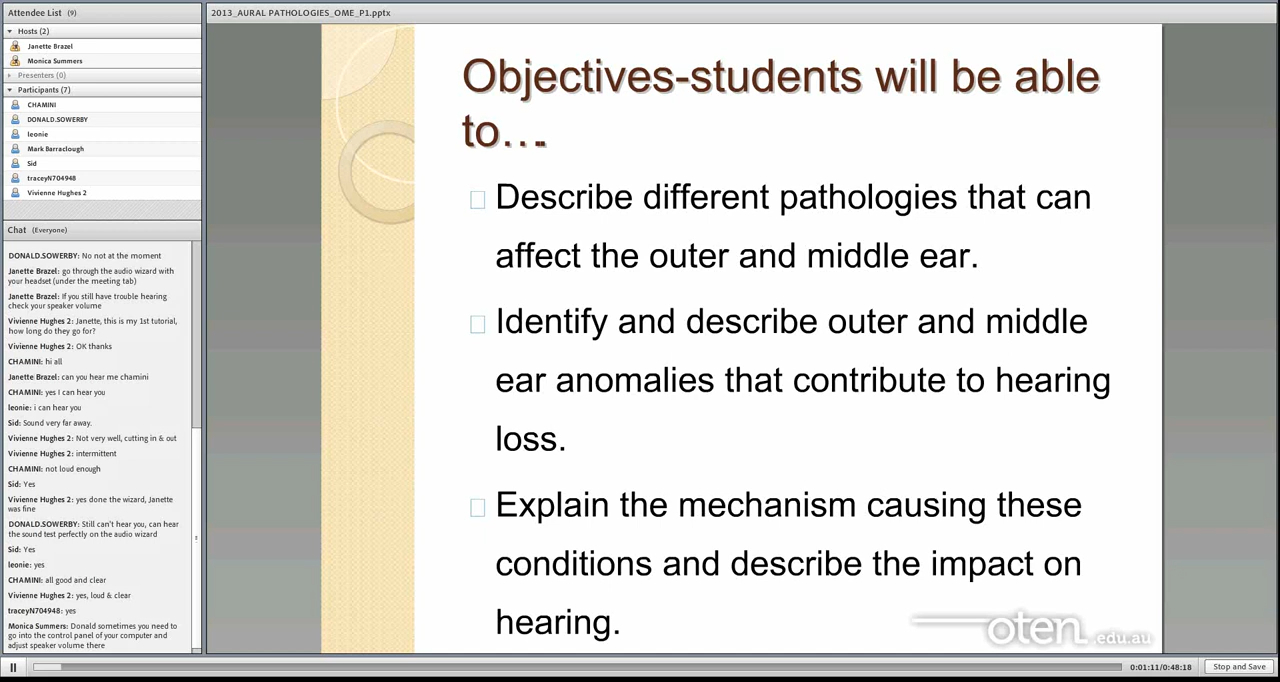 Attendee List (9)
Hosts (2)
Janette Brazel
Monica Summers
Presenters (0)
Participants (7)
CHAMINI
DONALD.SOWERBY
leonie
Mark Barraclough
Sid
traceyN704948
Vivienne Hughes 2
Chat (Everyone)
DONALD.SOWERBY: No not at the moment
Janette Brazel: go through the audio wizard with
your headset (under the meeting tab)
Janette Brazel: If you still have trouble hearing
check your speaker volume
Vivienne Hughes 2: Janette, this is my 1st tutorial,
how long do they go for?
Vivienne Hughes 2: OK thanks
CHAMINI: hi all
Janette Brazel: can you hear me chamini
CHAMINI: yes I can hear you
leonie: i can hear you
Sid: Sound very far away.
Vivienne Hughes 2: Not very well, cutting in & out
Vivienne Hughes 2: intermittent
CHAMINI: not loud enough
Sid: Yes
Vivienne Hughes 2: yes done the wizard, Janette
was fine
DONALD.SOWERBY: Still can't hear you, can hear
the sound test perfectly on the audio wizard
Sid: Yes
leonie: yes
CHAMINI: all good and clear
Vivienne Hughes 2: yes, loud & clear
traceyN704948: yes
Monica Summers: Donald sometimes you need to
go into the control panel of your computer and
adjust speaker volume there
2013_AURAL PATHOLOGIES_OME_P1.pptx
Objectives-students will be able
to….
Describe different pathologies that can
affect the outer and middle ear.
Identify and describe outer and middle
ear anomalies that contribute to hearing
loss.
Explain the mechanism causing these
conditions and describe the impact on
hearing.
oten.edu.au
0:01:11/0:48:18
Stop and Save